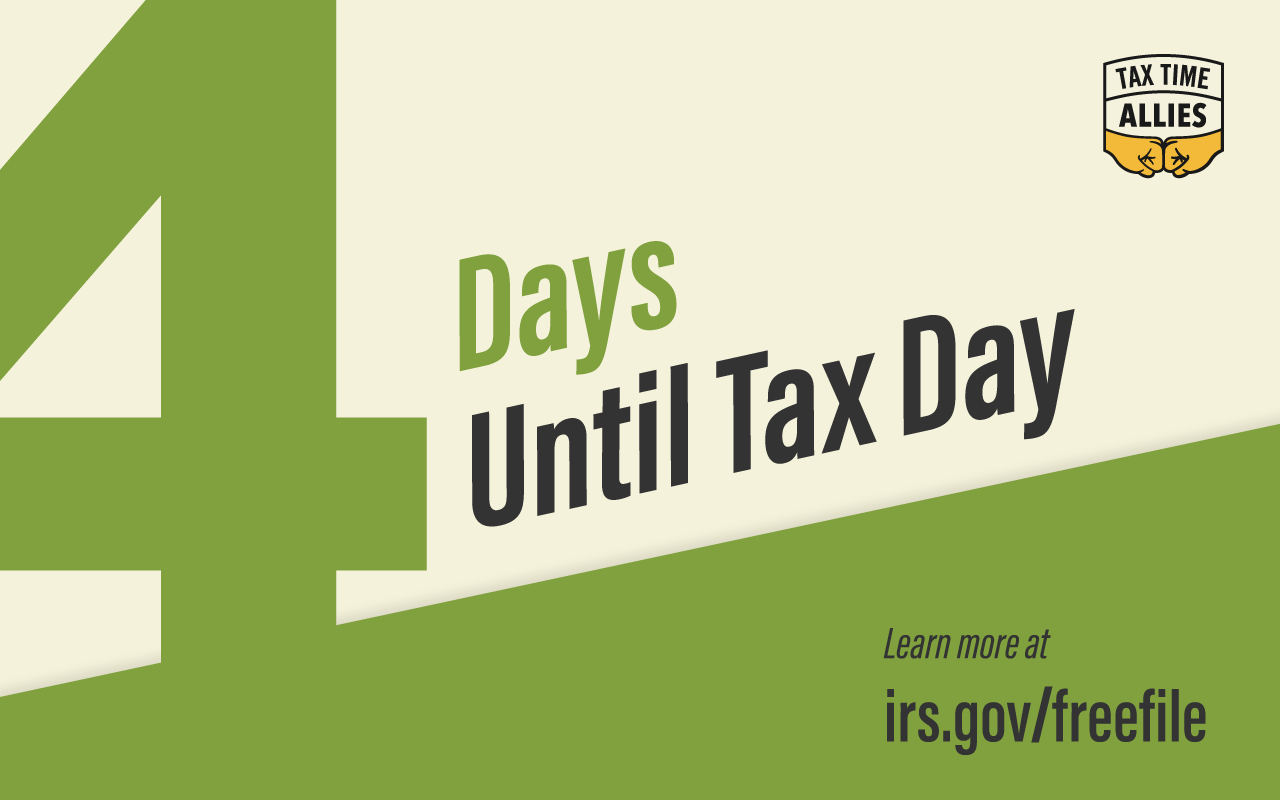 4
Days
Until Tax Day
TAX TIME
ALLIES
Learn more at
irs.gov/freefile